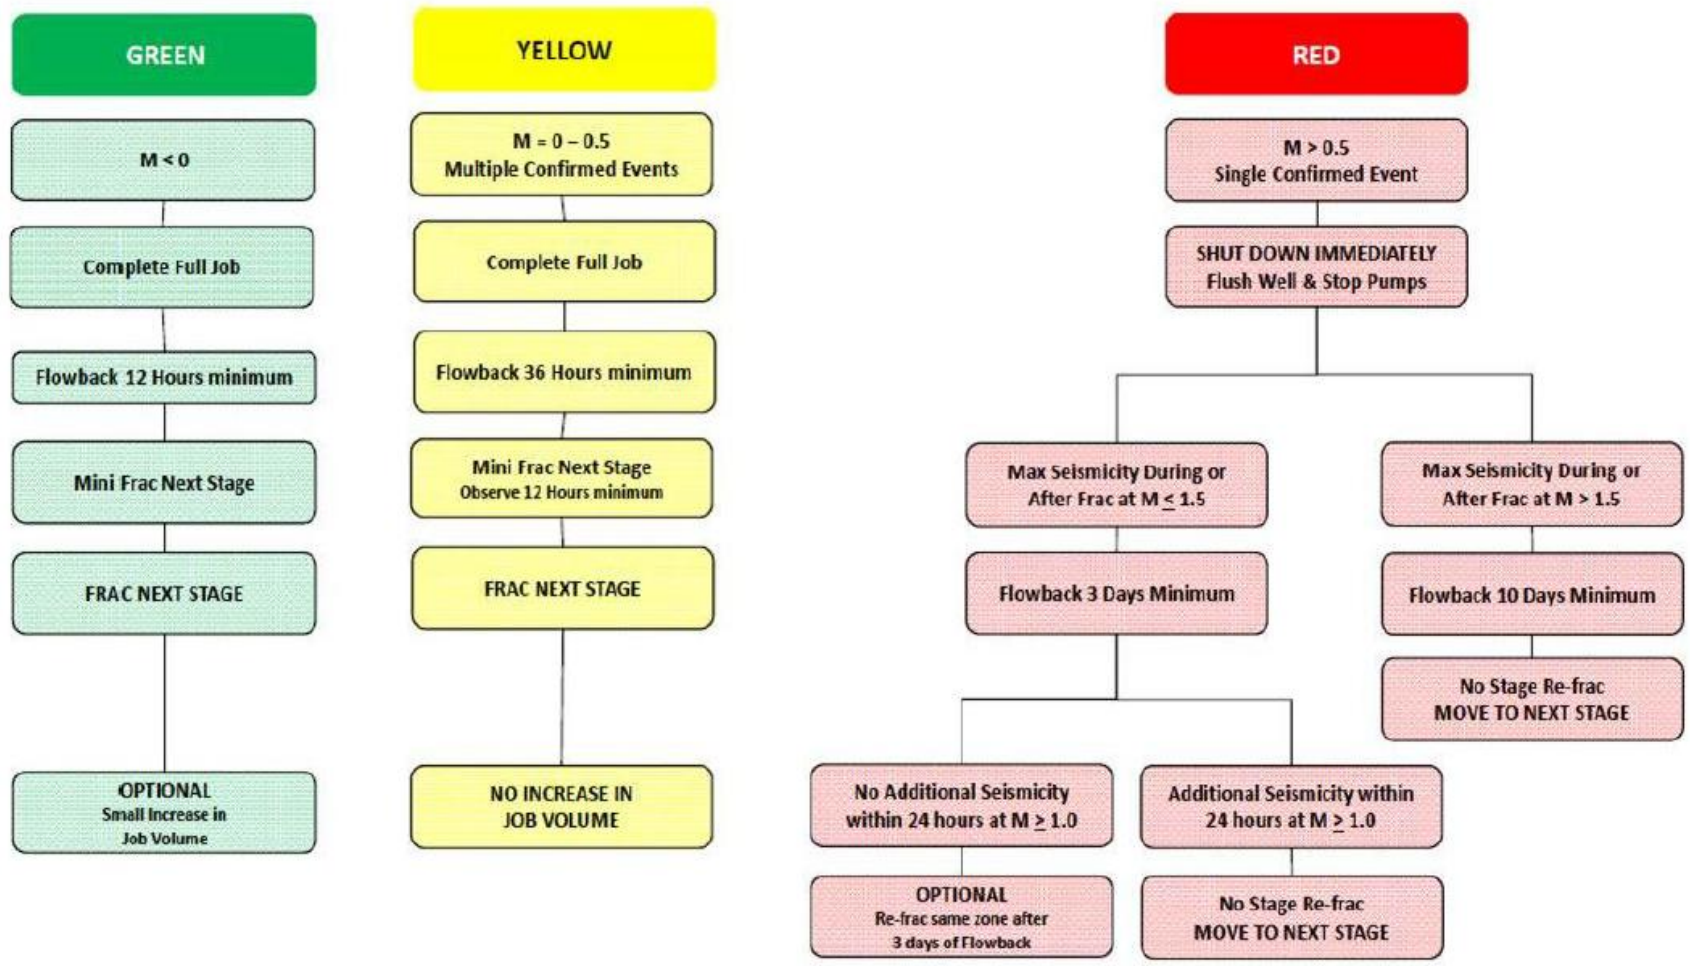 GREEN
M < 0
Complete Full Job
Flowback 12 Hours minimum
Mini Frac Next Stage
FRAC NEXT STAGE
OPTIONAL
Small Increase in
Job Volume
YELLOW
M = 0 – 0.5
Multiple Confirmed Events
Complete Full Job
Flowback 36 Hours minimum
Mini Frac Next Stage
Observe 12 Hours minimum
FRAC NEXT STAGE
NO INCREASE IN
JOB VOLUME
RED
M > 0.5
Single Confirmed Event
SHUT DOWN IMMEDIATELY
Flush Well & Stop Pumps
Max Seismicity During or
After Frac at M ≤ 1.5
Flowback 3 Days Minimum
No Additional Seismicity
within 24 hours at M ≥ 1.0
OPTIONAL
Re-frac same zone after
3 days of Flowback
Additional Seismicity within
24 hours at M ≥ 1.0
No Stage Re-frac
MOVE TO NEXT STAGE
Max Seismicity During or
After Frac at M > 1.5
Flowback 10 Days Minimum
No Stage Re-frac
MOVE TO NEXT STAGE